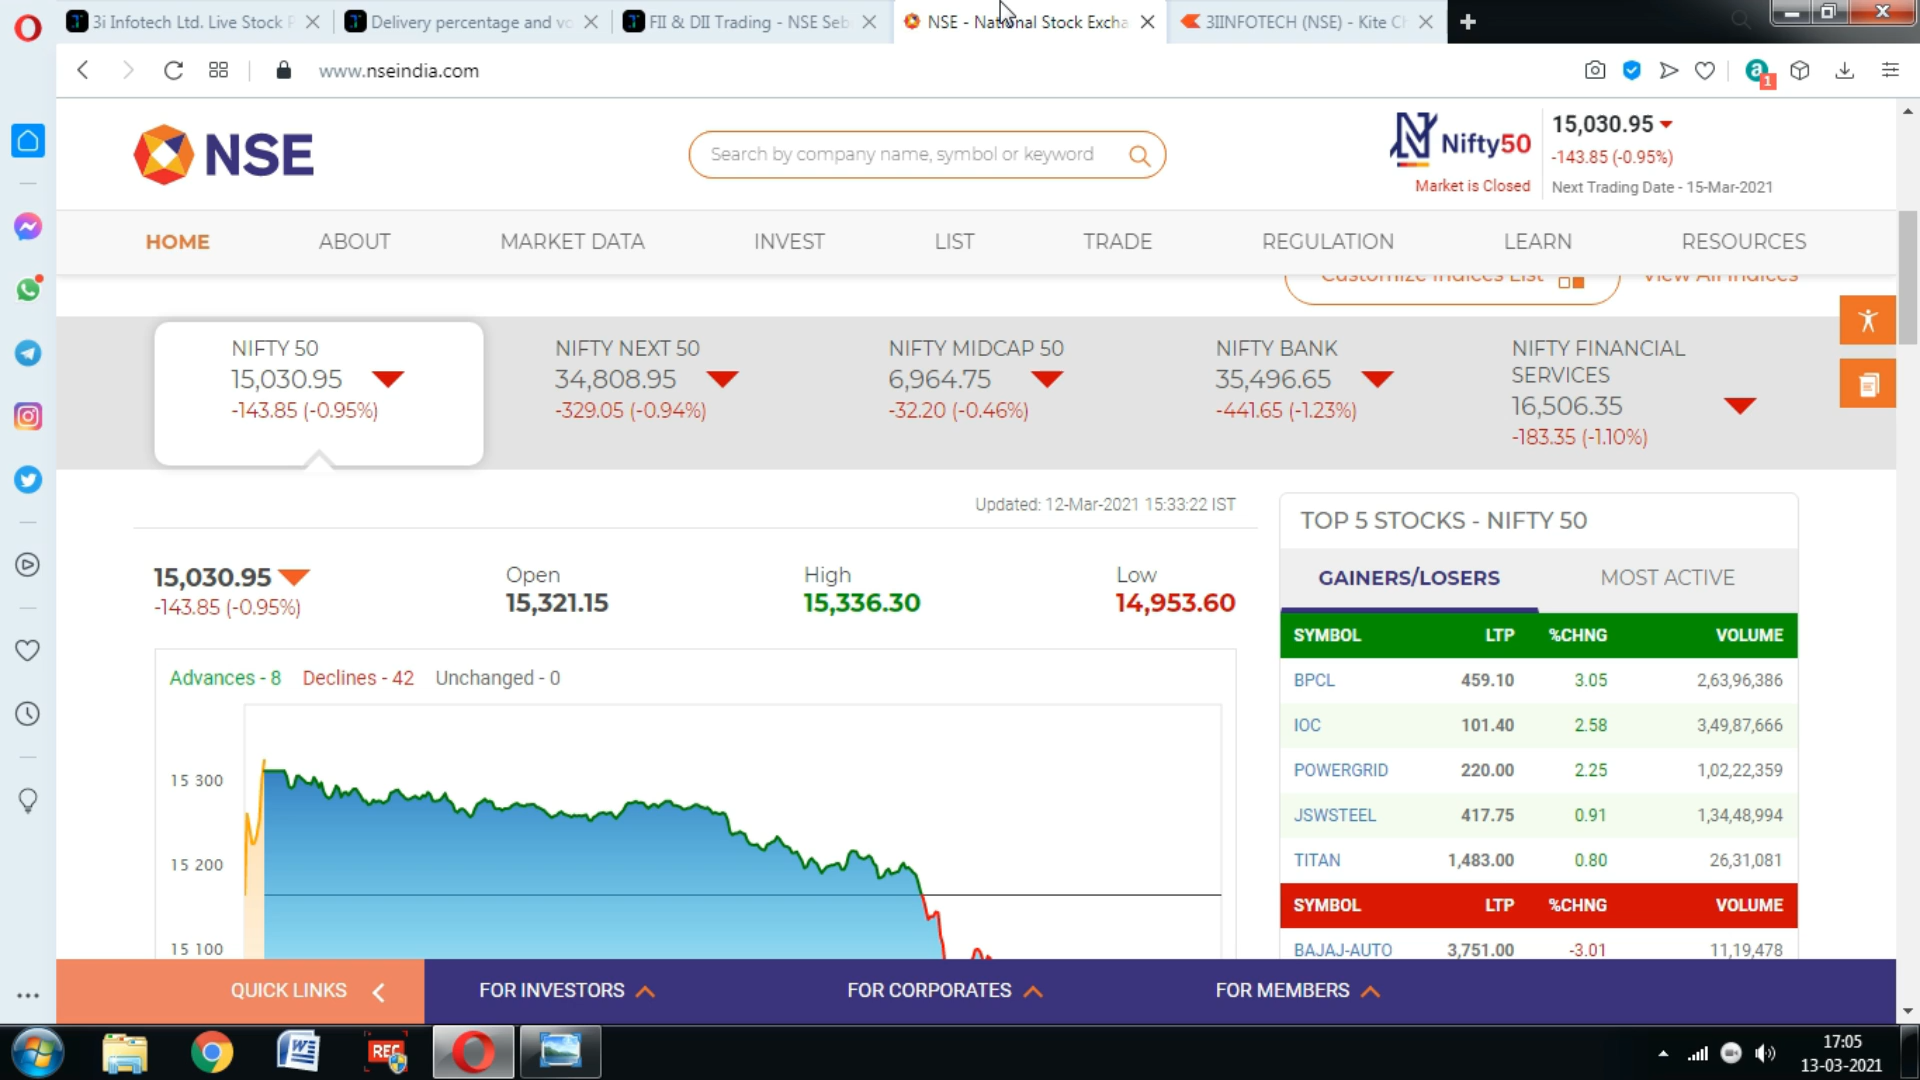 3i Infotech Ltd. Live Stock P
Delivery percentage and vo
FII & DII Trading - NSE Seb
NSE - National Stock Excha
3IINFOTECH (NSE) - Kite Ch
www.nseindia.com
a 1
NSE
Search by company name, symbol or keyword
Nifty50
Market is Closed
15,030.95
-143.85 (-0.95%)
Next Trading Date - 15-Mar-2021
HOME ABOUT MARKET DATA INVEST LIST TRADE REGULATION LEARN RESOURCES
Customize Indices List
View All Indices
NIFTY 50
15,030.95
-143.85 (-0.95%)
NIFTY NEXT 50
34,808.95
-329.05 (-0.94%)
NIFTY MIDCAP 50
6,964.75
-32.20 (-0.46%)
NIFTY BANK
35,496.65
-441.65 (-1.23%)
NIFTY FINANCIAL
SERVICES
16,506.35
-183.35 (-1.10%)
Updated: 12-Mar-2021 15:33:22 IST
15,030.95
-143.85 (-0.95%)
Open
15,321.15
High
15,336.30
Low
14,953.60
Advances - 8 Declines - 42 Unchanged - 0
15 300
15 200
15 100
TOP 5 STOCKS - NIFTY 50
GAINERS/LOSERS MOST ACTIVE
SYMBOL LTP %CHNG VOLUME
BPCL 459.10 3.05 2,63,96,386
IOC 101.40 2.58 3,49,87,666
POWERGRID 220.00 2.25 1,02,22,359
JSWSTEEL 417.75 0.91 1,34,48,994
TITAN 1,483.00 0.80 26,31,081
SYMBOL LTP %CHNG VOLUME
BAJAJ-AUTO 3,751.00 -3.01 11,19,478
QUICK LINKS FOR INVESTORS FOR CORPORATES FOR MEMBERS
W
REC
17:05
13-03-2021